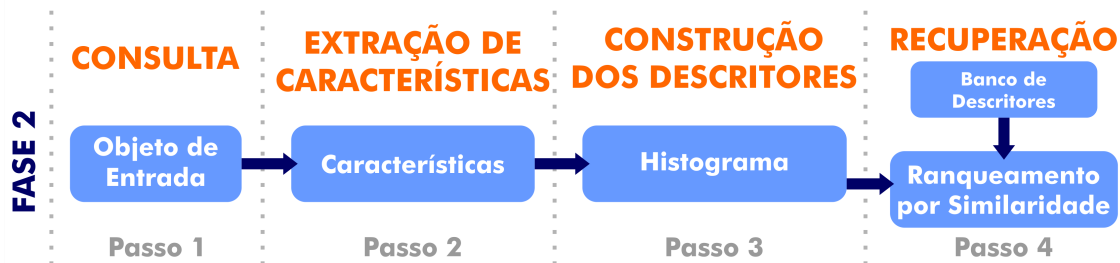 FASE 2
CONSULTA
Objeto de
Entrada
Passo 1
EXTRAÇÃO DE
CARACTERÍSTICAS
Características
Passo 2
CONSTRUÇÃO
DOS DESCRITORES
Histograma
Passo 3
RECUPERAÇÃO
Banco de
Descritores
Ranqueamento
por Similaridade
Passo 4